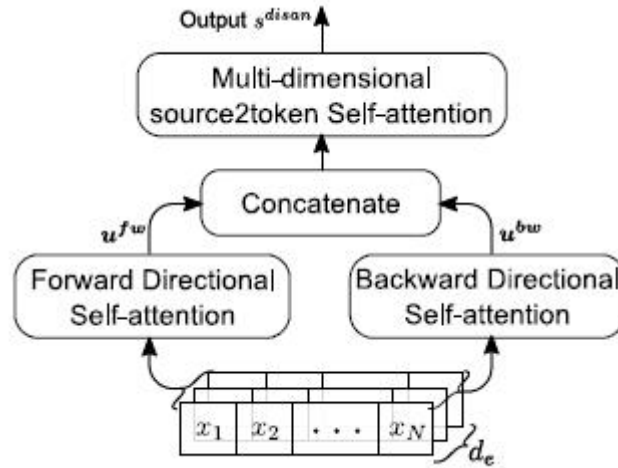 Output s^{disan}
Multi-dimensional
source2token Self-attention
Concatenate
u^{fw}
u^{bw}
Forward Directional
Self-attention
Backward Directional
Self-attention
x_1 x_2 . . . x_N
d_e